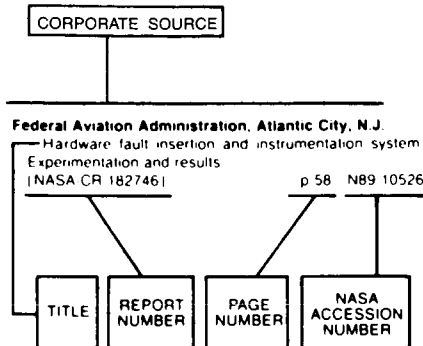 CORPORATE SOURCE
Federal Aviation Administration, Atlantic City, N.J.
Hardware fault insertion and instrumentation system
Experimentation and results
[NASA CR 182746] p 58 N89 10526
TITLE
REPORT
NUMBER
PAGE
NUMBER
NASA
ACCESSION
NUMBER